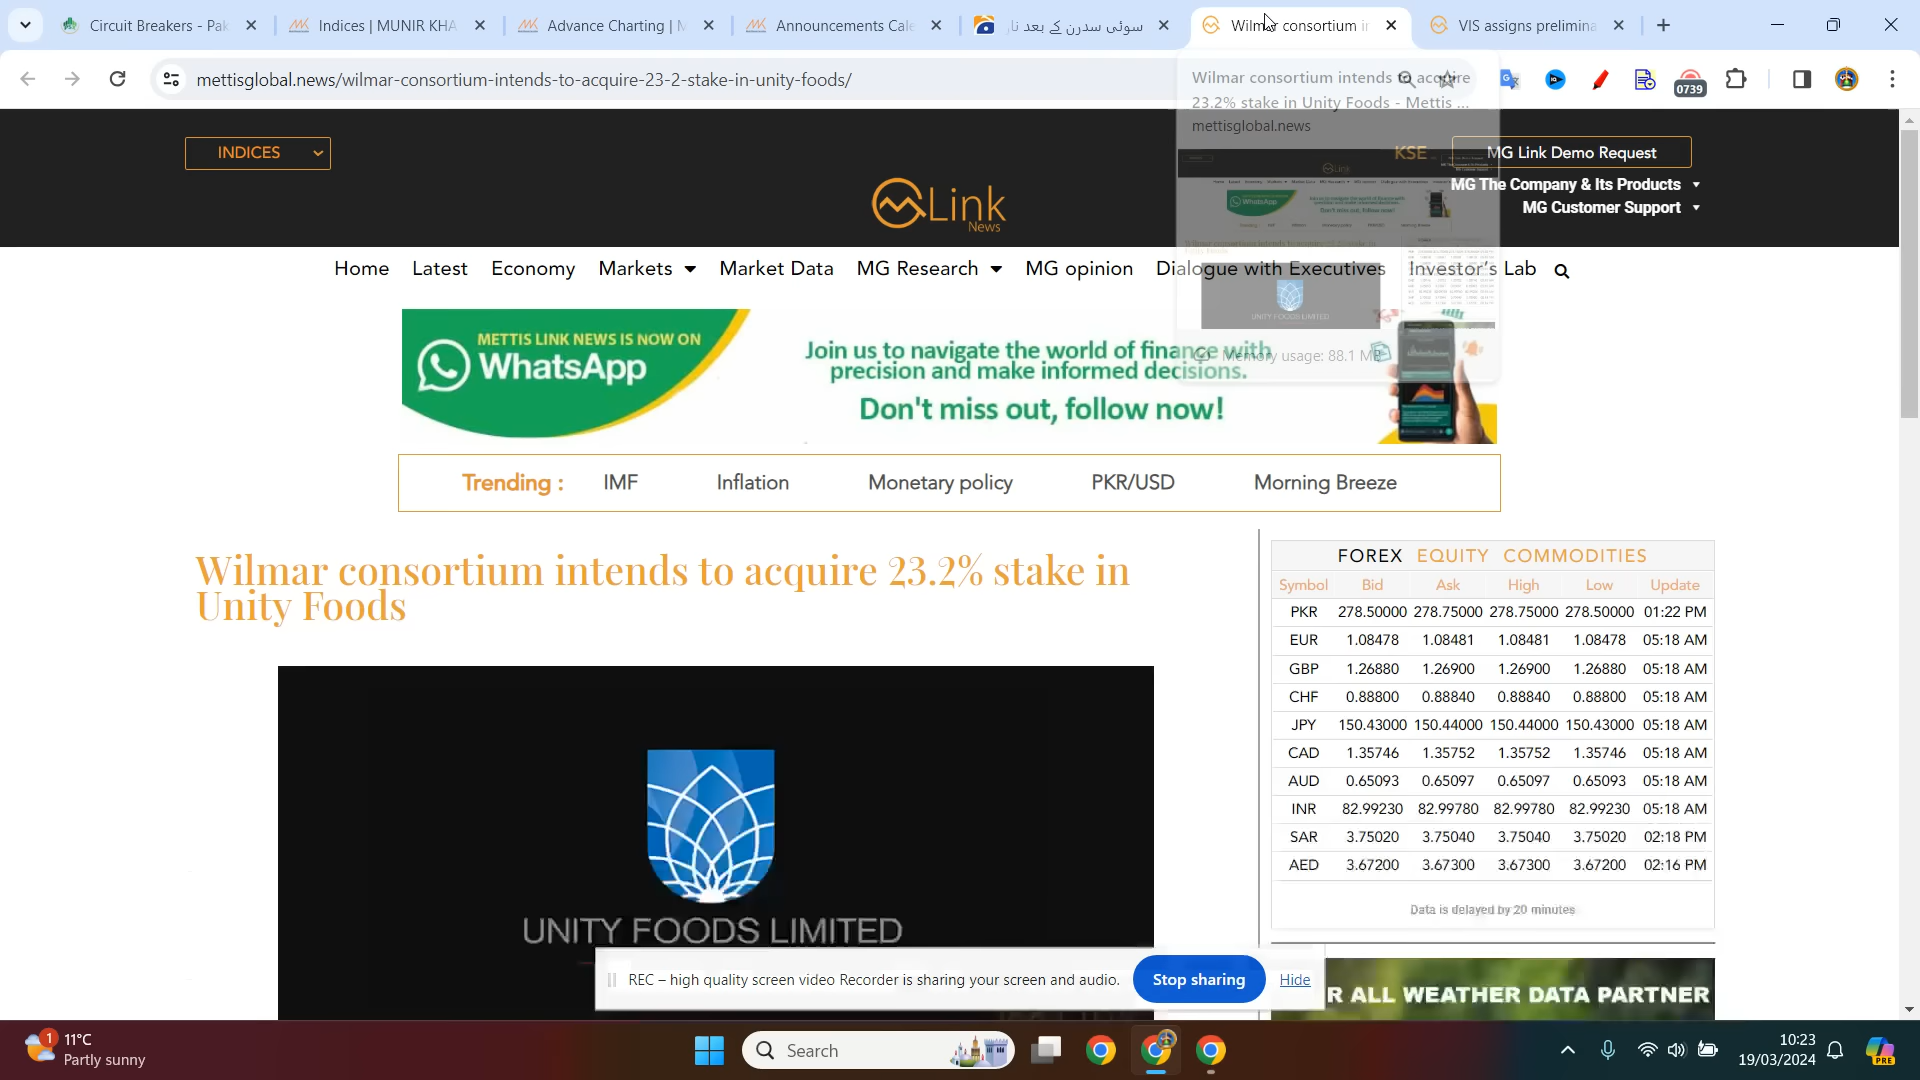 Circuit Breakers - Pak
Indices | MUNIR KHA
Advance Charting | M
Announcements Cale
سوئی سدرن کے بعد نار
Wilmar consortium in
VIS assigns prelimina
mettisglobal.news/wilmar-consortium-intends-to-acquire-23-2-stake-in-unity-foods/
0739
Wilmar consortium intends to acquire
23.2% stake in Unity Foods - Mettis ...
mettisglobal.news
INDICES
KSE
MG Link Demo Request
MG The Company & Its Products
MG Customer Support
Link
News
Home
Latest
Economy
Markets
Market Data
MG Research
MG opinion
Dialogue with Executives
Investor's Lab
METTIS LINK NEWS IS NOW ON
WhatsApp
Join us to navigate the world of finance with
precision and make informed decisions.
Don't miss out, follow now!
Memory usage: 88.1 MB
Trending :
IMF
Inflation
Monetary policy
PKR/USD
Morning Breeze
Wilmar consortium intends to acquire 23.2% stake in
Unity Foods
UNITY FOODS LIMITED
FOREX EQUITY COMMODITIES
Symbol Bid Ask High Low Update
PKR 278.50000 278.75000 278.75000 278.50000 01:22 PM
EUR 1.08478 1.08481 1.08481 1.08478 05:18 AM
GBP 1.26880 1.26900 1.26900 1.26880 05:18 AM
CHF 0.88800 0.88840 0.88840 0.88800 05:18 AM
JPY 150.43000 150.44000 150.44000 150.43000 05:18 AM
CAD 1.35746 1.35752 1.35752 1.35746 05:18 AM
AUD 0.65093 0.65097 0.65097 0.65093 05:18 AM
INR 82.99230 82.99780 82.99780 82.99230 05:18 AM
SAR 3.75020 3.75040 3.75040 3.75020 02:18 PM
AED 3.67200 3.67300 3.67300 3.67200 02:16 PM
Data is delayed by 20 minutes
R ALL WEATHER DATA PARTNER
REC – high quality screen video Recorder is sharing your screen and audio.
Stop sharing
Hide
1
11°C
Partly sunny
Search
10:23
19/03/2024
PRE